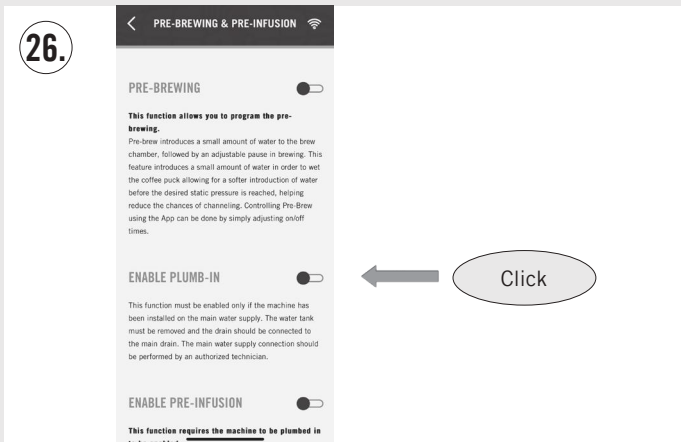 26.
PRE-BREWING & PRE-INFUSION
PRE-BREWING
This function allows you to program the pre-
brewing.
Pre-brew introduces a small amount of water to the brew
chamber, followed by an adjustable pause in brewing. This
feature introduces a small amount of water in order to wet
the coffee puck allowing for a softer introduction of water
before the desired static pressure is reached, helping
reduce the chances of channeling. Controlling Pre-Brew
using the App can be done by simply adjusting on/off
times.
ENABLE PLUMB-IN
Click
This function must be enabled only if the machine has
been installed on the main water supply. The water tank
must be removed and the drain should be connected to
the main drain. The main water supply connection should
be performed by an authorized technician.
ENABLE PRE-INFUSION
This function requires the machine to be plumbed in